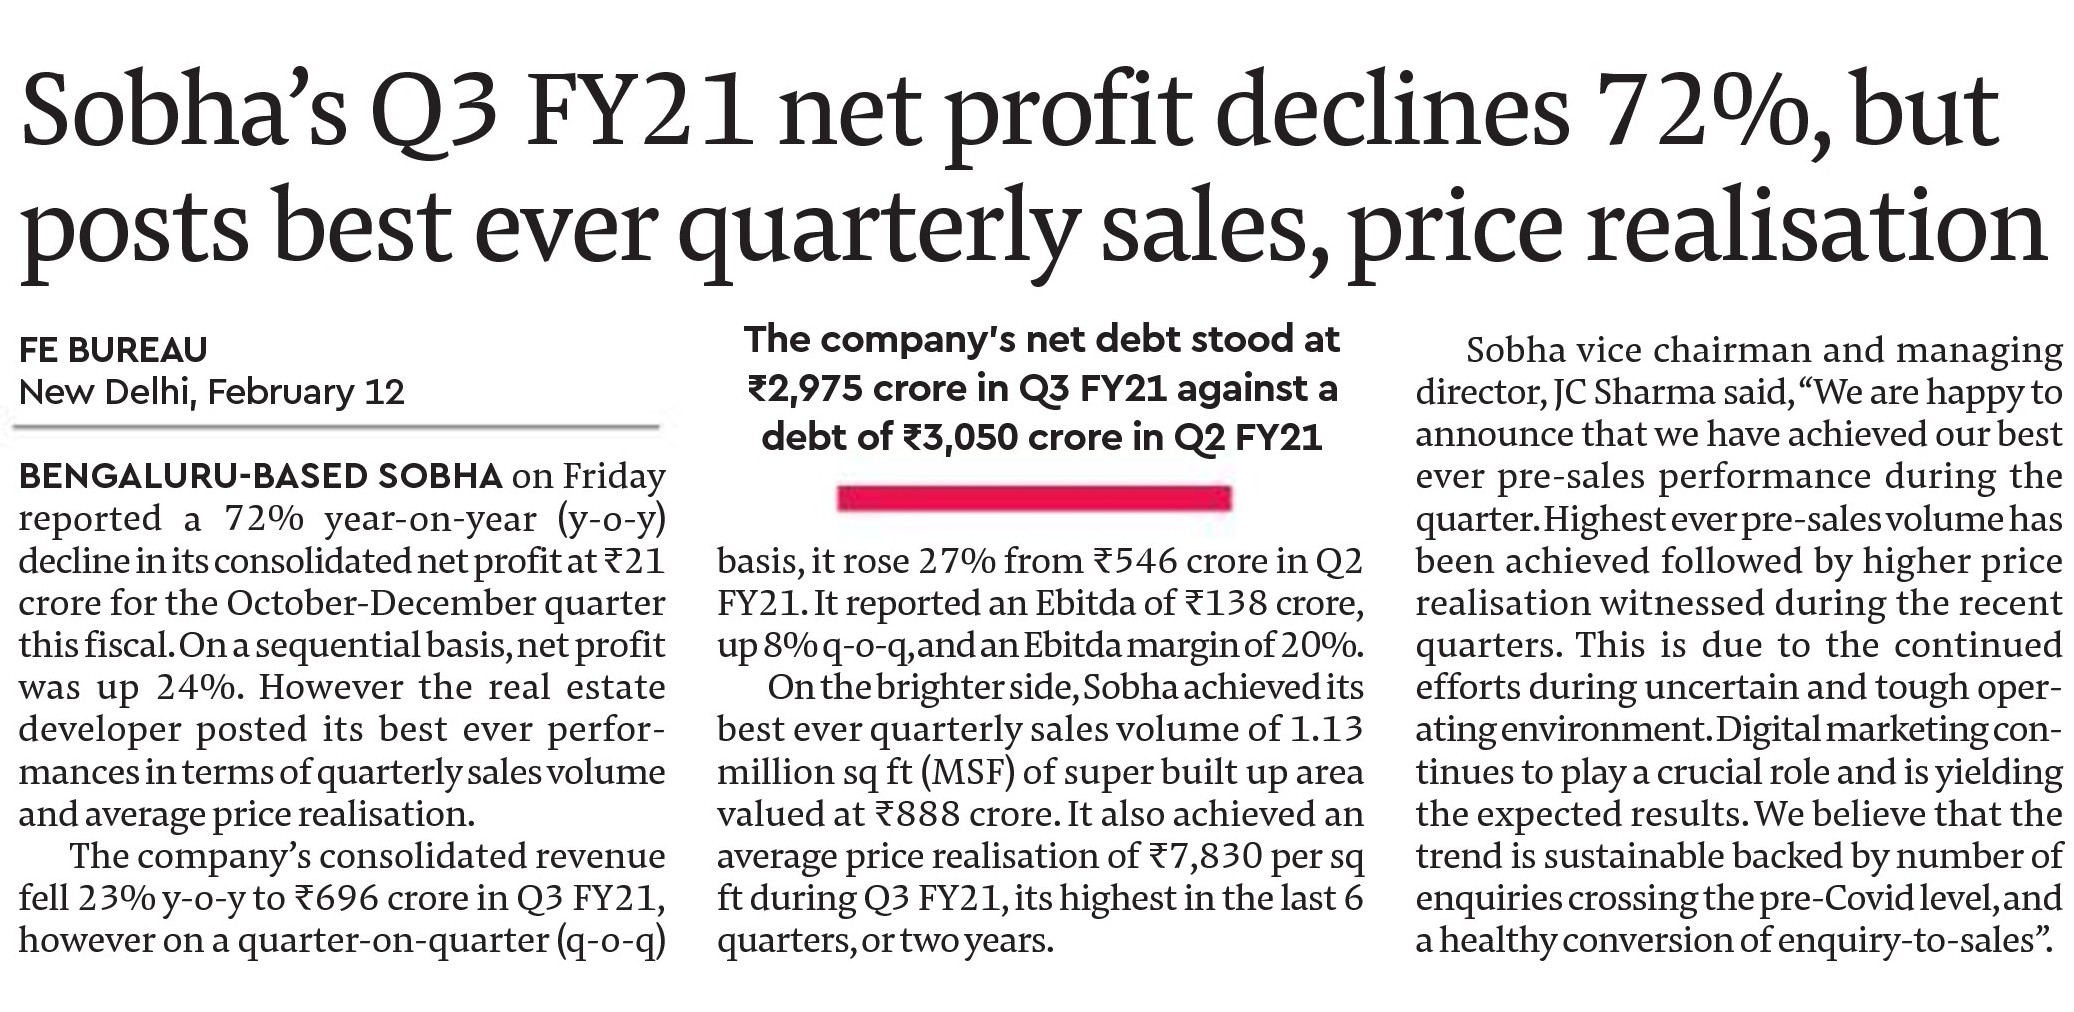 Sobha's Q3 FY21 net profit declines 72%, but
posts best ever quarterly sales, price realisation
FE BUREAU
New Delhi, February 12
BENGALURU-BASED SOBHA on Friday
reported a 72% year-on-year (y-o-y)
decline in its consolidated net profit at ₹21
crore for the October-December quarter
this fiscal. On a sequential basis, net profit
was up 24%. However the real estate
developer posted its best ever perfor-
mances in terms of quarterly sales volume
and average price realisation.
The company's consolidated revenue
fell 23% y-o-y to ₹696 crore in Q3 FY21,
however on a quarter-on-quarter (q-o-q)
The company's net debt stood at
₹2,975 crore in Q3 FY21 against a
debt of ₹3,050 crore in Q2 FY21
basis, it rose 27% from ₹546 crore in Q2
FY21. It reported an Ebitda of ₹138 crore,
up 8% q-o-q, and an Ebitda margin of 20%.
On the brighter side, Sobha achieved its
best ever quarterly sales volume of 1.13
million sq ft (MSF) of super built up area
valued at ₹888 crore. It also achieved an
average price realisation of ₹7,830 per sq
ft during Q3 FY21, its highest in the last 6
quarters, or two years.
Sobha vice chairman and managing
director, JC Sharma said, “We are happy to
announce that we have achieved our best
ever pre-sales performance during the
quarter. Highest ever pre-sales volume has
been achieved followed by higher price
realisation witnessed during the recent
quarters. This is due to the continued
efforts during uncertain and tough oper-
ating environment. Digital marketing con-
tinues to play a crucial role and is yielding
the expected results. We believe that the
trend is sustainable backed by number of
enquiries crossing the pre-Covid level, and
a healthy conversion of enquiry-to-sales”.